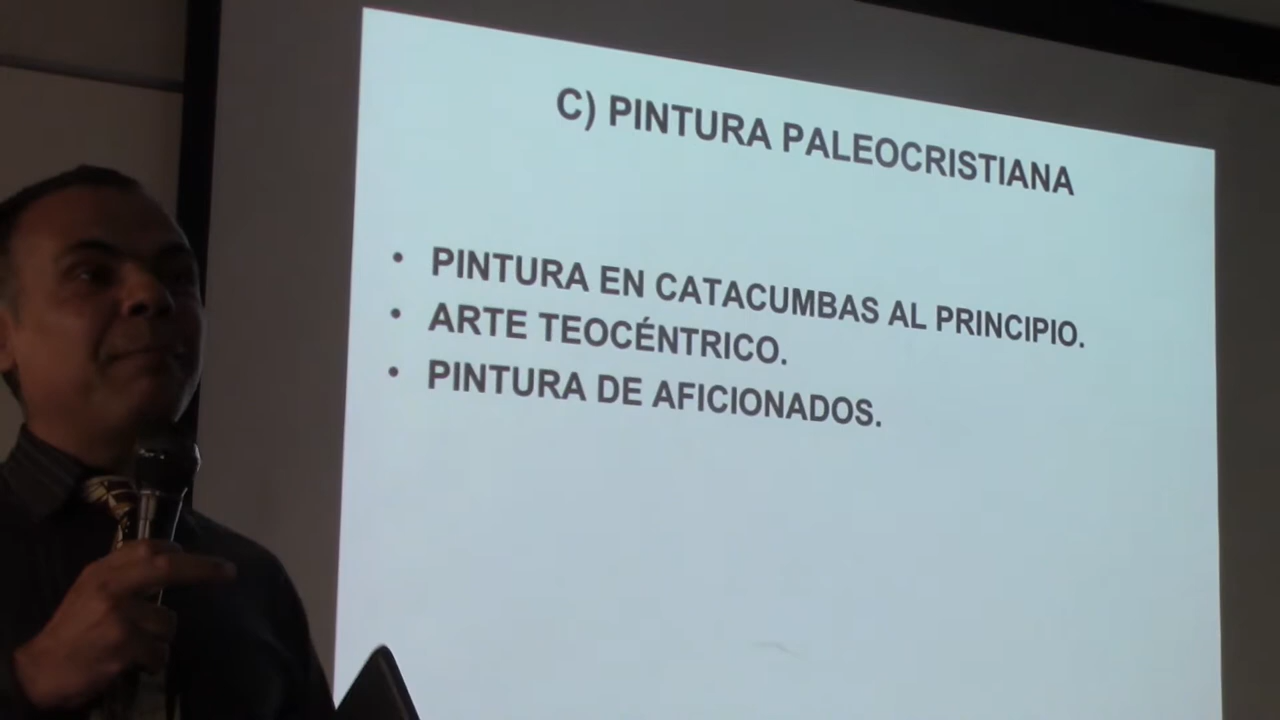 C) PINTURA PALEOCRISTIANA
• PINTURA EN CATACUMBAS AL PRINCIPIO.
• ARTE TEOCÉNTRICO.
• PINTURA DE AFICIONADOS.